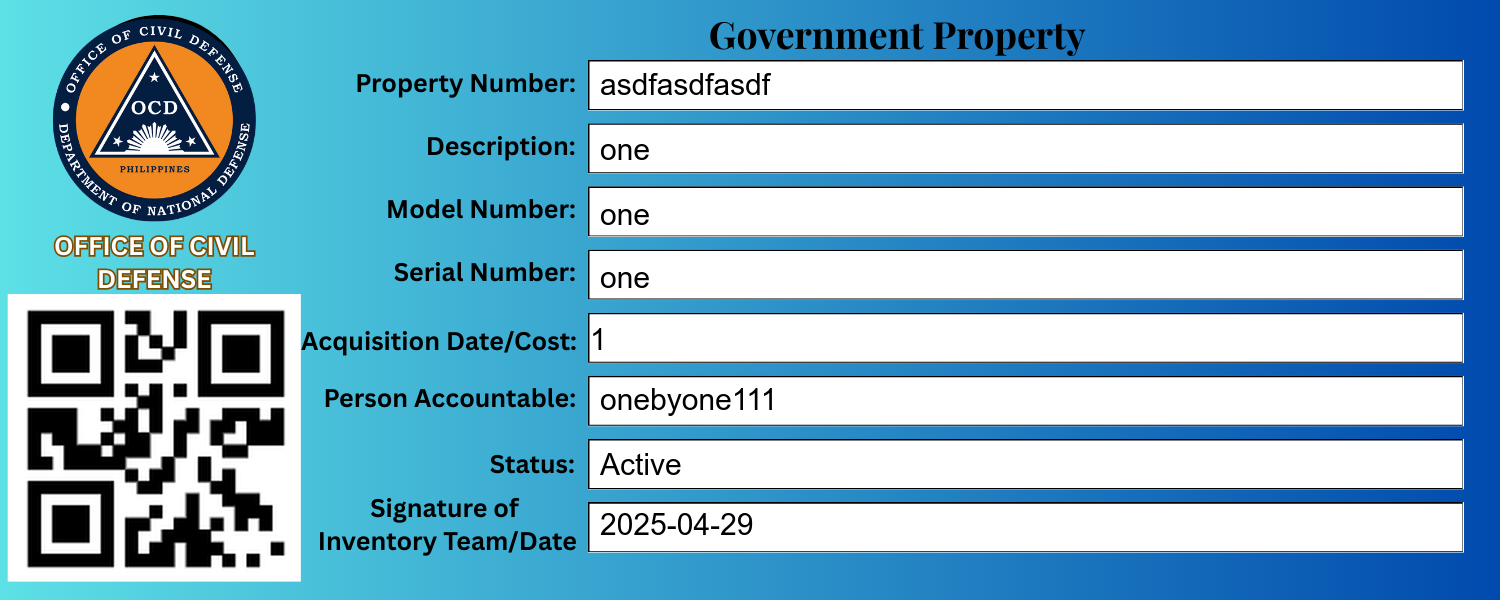 OFFICE OF CIVIL DEFENSE
OCD
PHILIPPINES
DEPARTMENT OF NATIONAL DEFENSE
OFFICE OF CIVIL
DEFENSE
Government Property
Property Number: asdfasdfasdf
Description: one
Model Number: one
Serial Number: one
Acquisition Date/Cost: 1
Person Accountable: onebyone111
Status: Active
Signature of
Inventory Team/Date 2025-04-29